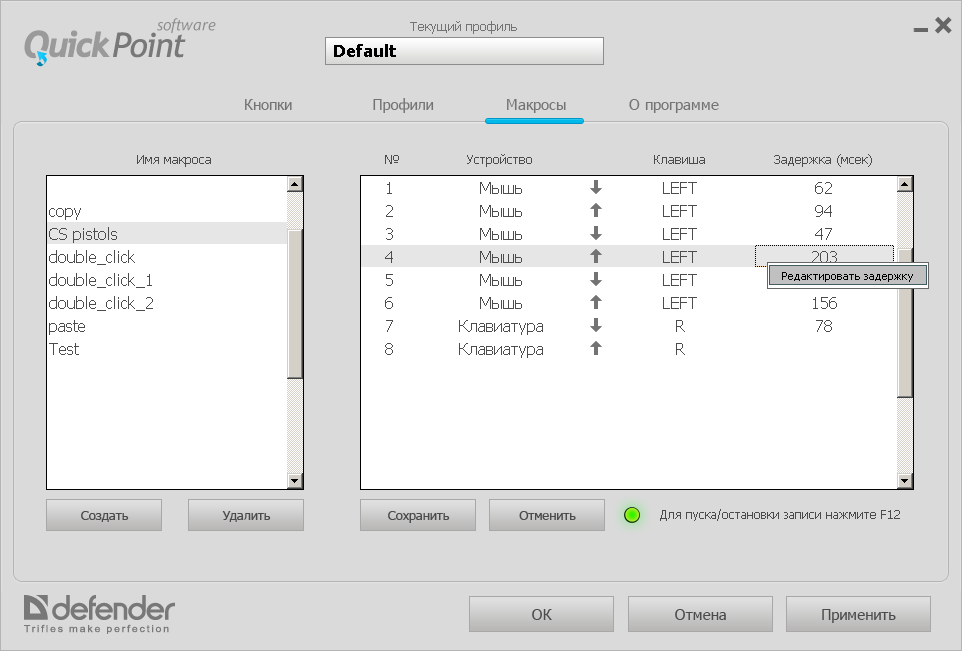 software
QuickPoint
Текущий профиль
Default
Кнопки Профили Макросы О программе
Имя макроса
copy
CS pistols
double_click
double_click_1
double_click_2
paste
Test
Создать Удалить
№ Устройство Клавиша Задержка (мсек)
1 Мышь LEFT 62
2 Мышь LEFT 94
3 Мышь LEFT 47
4 Мышь LEFT 203
Редактировать задержку
5 Мышь LEFT
6 Мышь LEFT 156
7 Клавиатура R 78
8 Клавиатура R
Сохранить Отменить Для пуска/остановки записи нажмите F12
defender
Trifles make perfection
OK Отмена Применить